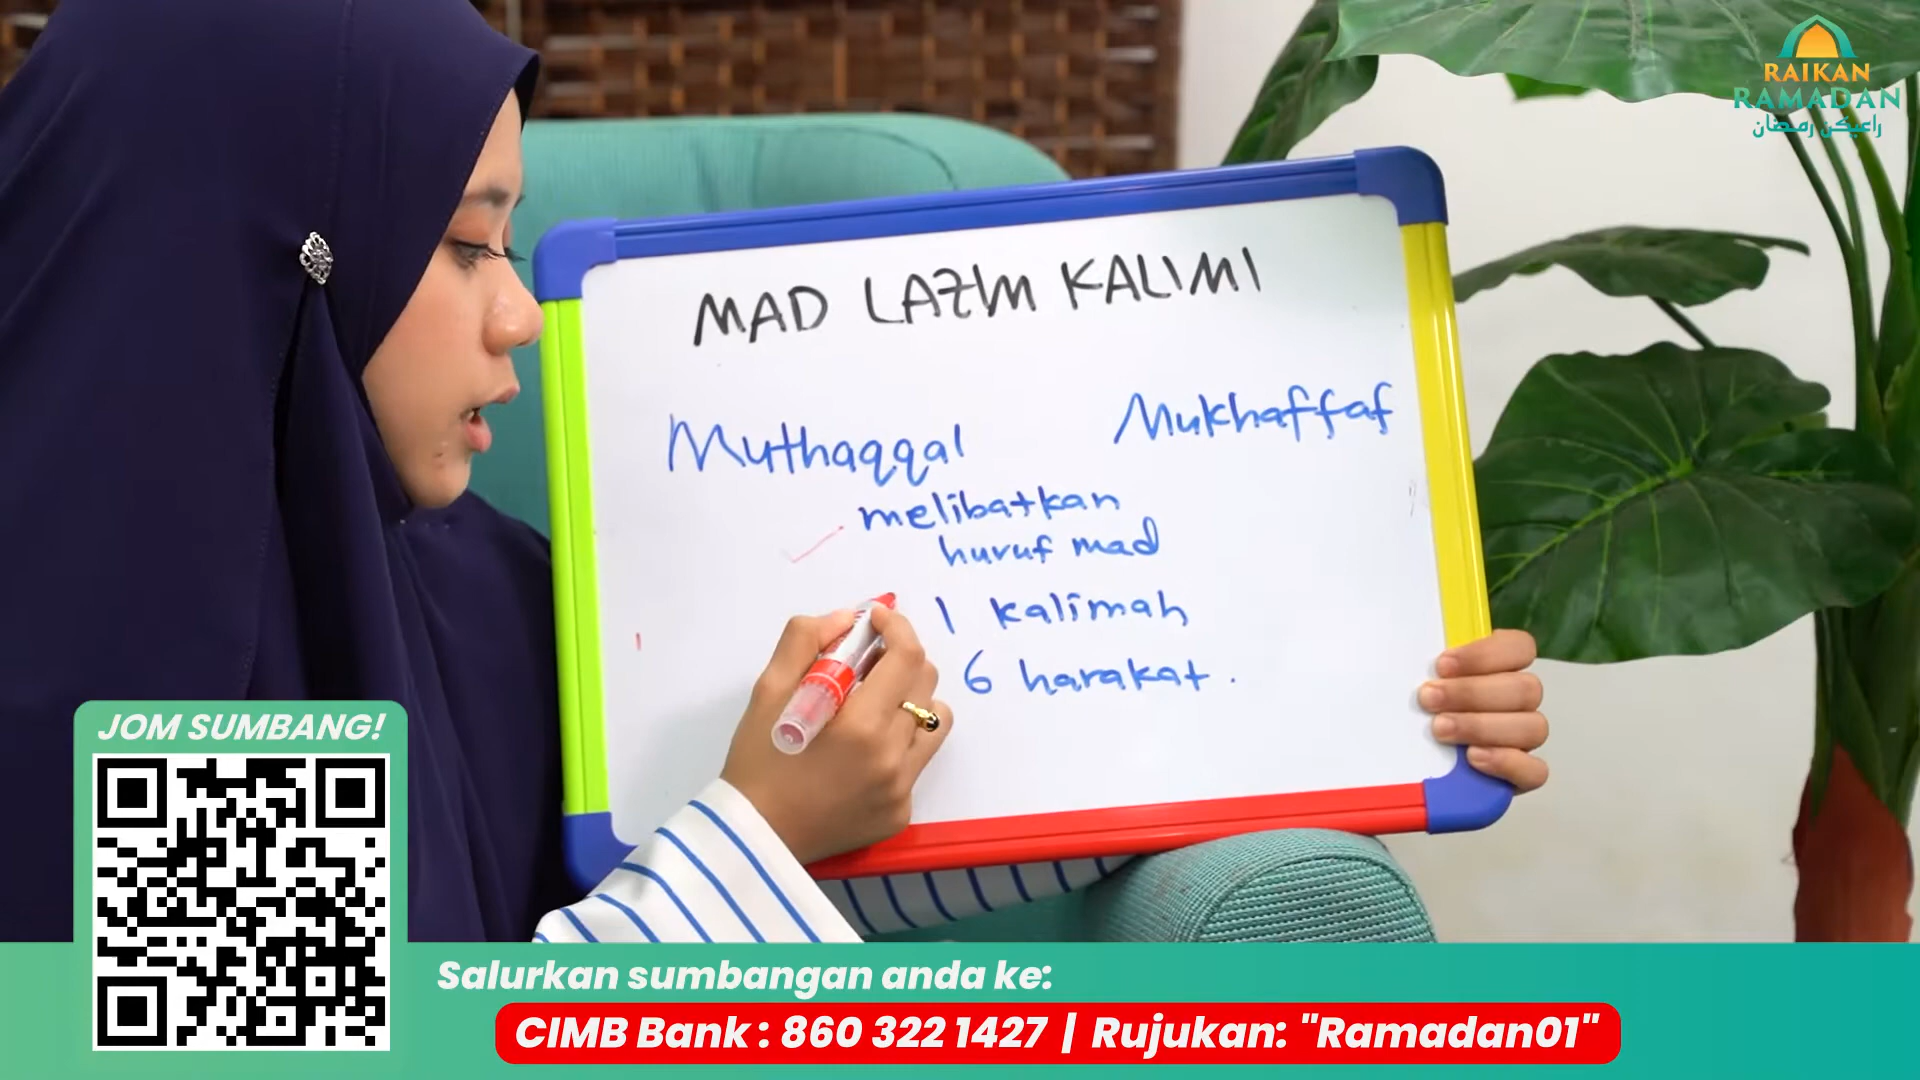 RAIKAN
RAMADAN
راءيكن رمضان
MAD LAZIM KALIMI
Muthaqqal
Mukhaffaf
melibatkan
huruf mad
1 kalimah
6 harakat.
JOM SUMBANG!
Salurkan sumbangan anda ke:
CIMB Bank : 860 322 1427 | Rujukan: "Ramadan01"